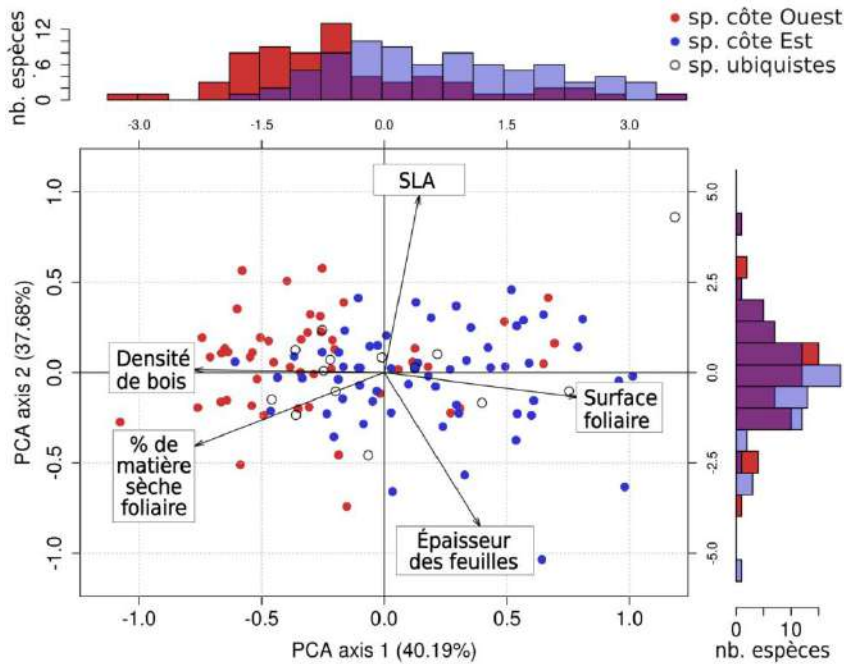 nb. espèces
12
6
0
-3.0 -1.5 0.0 1.5 3.0
sp. côte Ouest
sp. côte Est
sp. ubiquistes
PCA axis 2 (37.68%)
1.0
0.5
0.0
-0.5
-1.0
SLA
Densité
de bois
% de
matière
sèche
foliaire
Surface
foliaire
Épaisseur
des feuilles
5.0
2.5
0.0
-2.5
-5.0
-1.0 -0.5 0.0 0.5 1.0
PCA axis 1 (40.19%)
0 10
nb. espèces